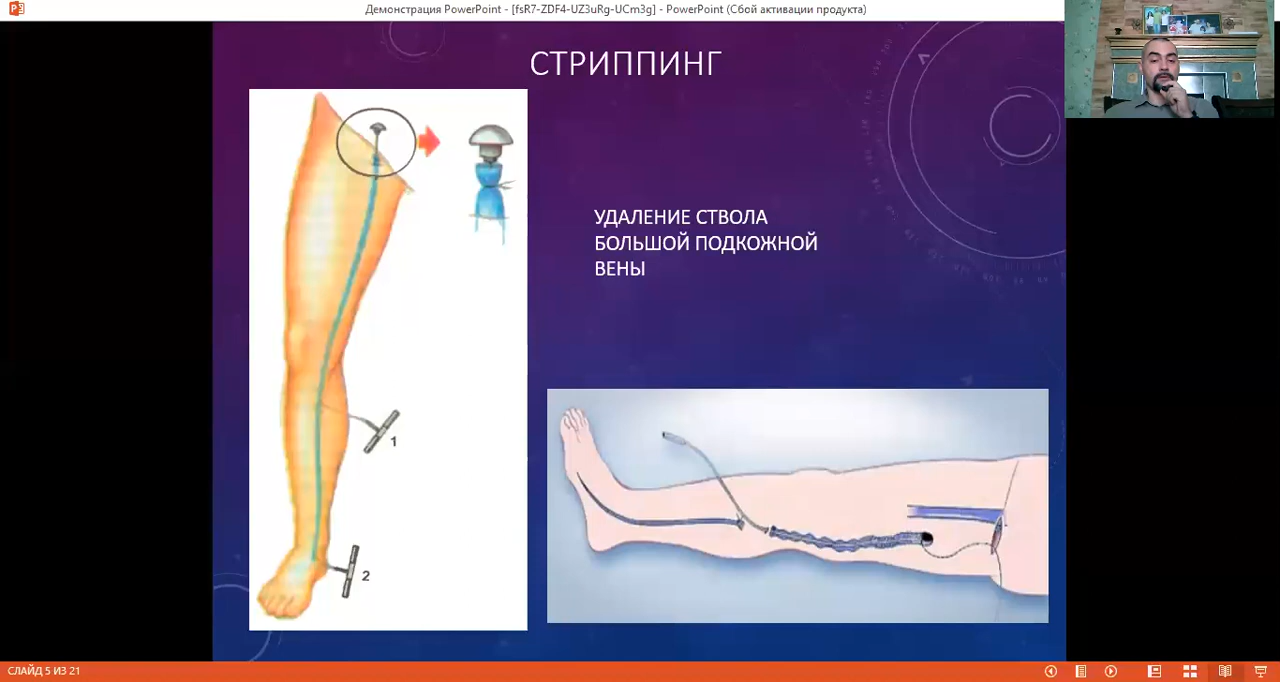 Демонстрация PowerPoint - [fsR7-ZDF4-UZ3uRg-UCm3g] - PowerPoint (Сбой активации продукта)
СТРИППИНГ
УДАЛЕНИЕ СТВОЛА
БОЛЬШОЙ ПОДКОЖНОЙ
ВЕНЫ
1
2
СЛАЙД 5 ИЗ 21